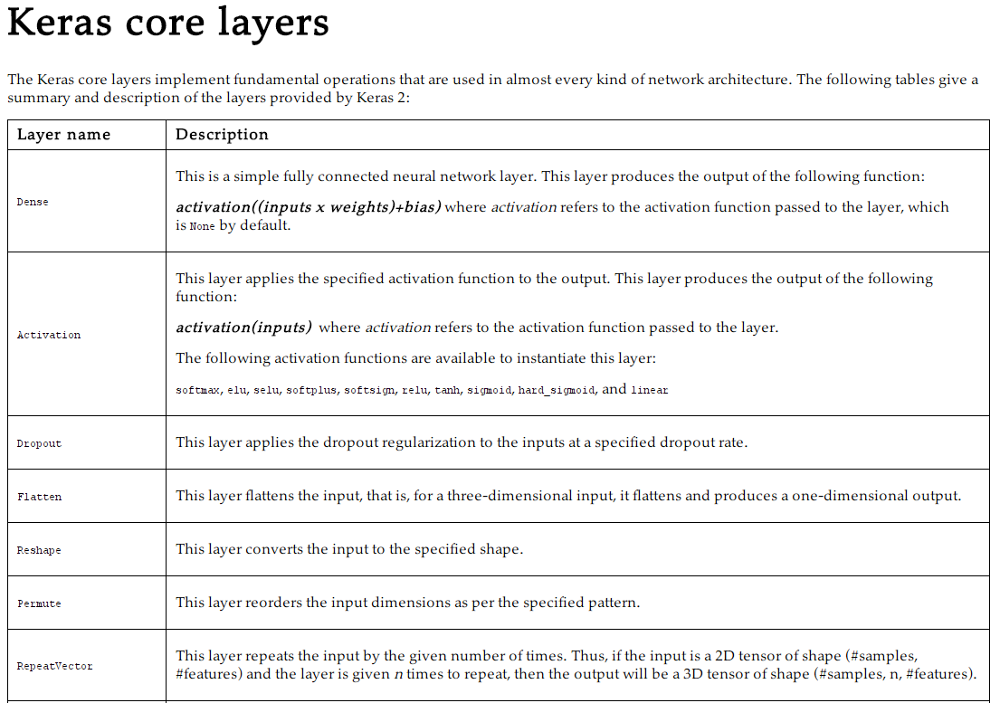 Keras core layers
The Keras core layers implement fundamental operations that are used in almost every kind of network architecture. The following tables give a
summary and description of the layers provided by Keras 2:
Layer name Description
This is a simple fully connected neural network layer. This layer produces the output of the following function:
Dense
activation((inputs x weights)+bias) where activation refers to the activation function passed to the layer, which
is None by default.
This layer applies the specified activation function to the output. This layer produces the output of the following
function:
activation(inputs) where activation refers to the activation function passed to the layer.
Activation
The following activation functions are available to instantiate this layer:
softmax, elu, selu, softplus, softsign, relu, tanh, sigmoid, hard_sigmoid, and linear
Dropout This layer applies the dropout regularization to the inputs at a specified dropout rate.
Flatten This layer flattens the input, that is, for a three-dimensional input, it flattens and produces a one-dimensional output.
Reshape This layer converts the input to the specified shape.
Permute This layer reorders the input dimensions as per the specified pattern.
RepeatVector This layer repeats the input by the given number of times. Thus, if the input is a 2D tensor of shape (#samples,
#features) and the layer is given n times to repeat, then the output will be a 3D tensor of shape (#samples, n, #features).